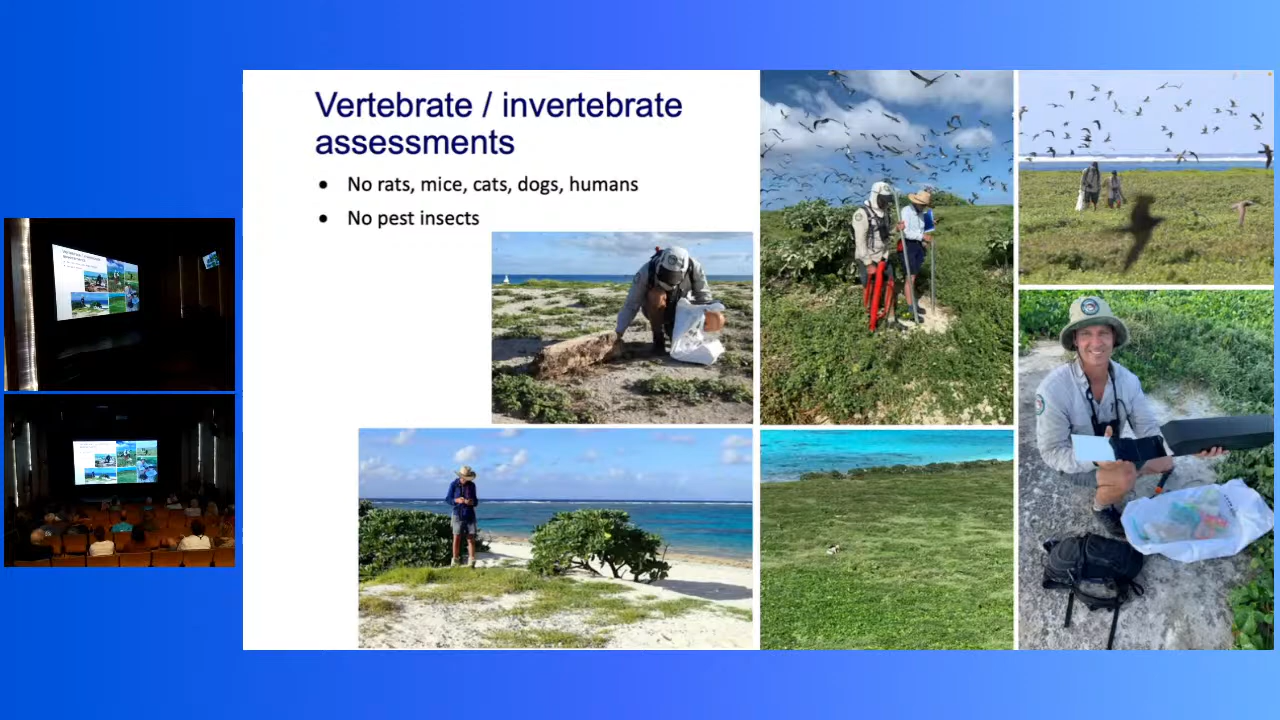 Vertebrate / invertebrate
assessments
• No rats, mice, cats, dogs, humans
• No pest insects